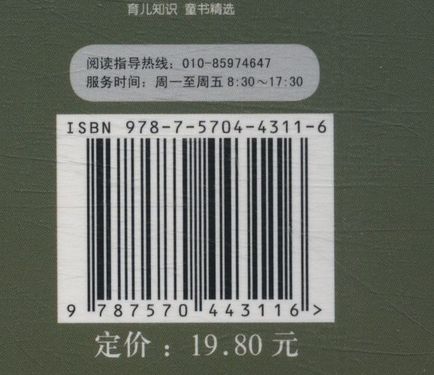 育儿知识 童书精选
阅读指导热线：010-85974647
服务时间：周一至周五 8:30～17:30
ISBN 978-7-5704-4311-6
9 787570 443116 >
定价：19.80 元